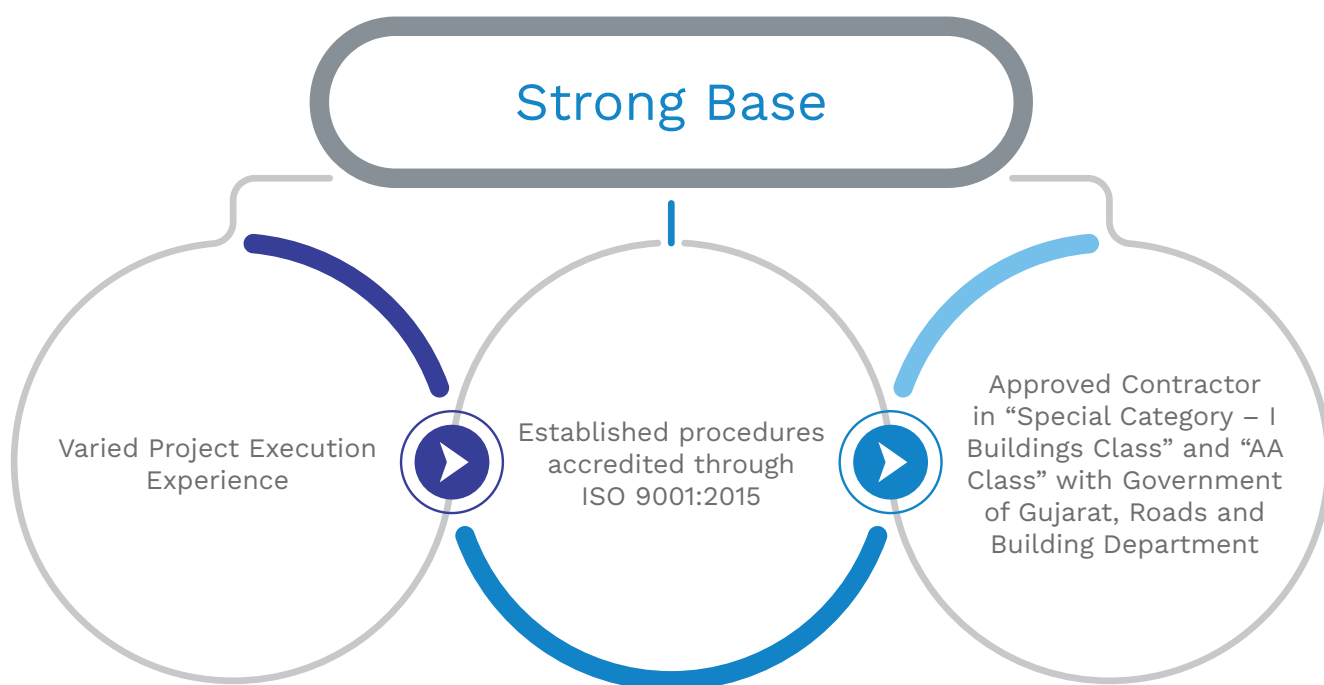 Strong Base
Varied Project Execution
Experience
Established procedures
accredited through
ISO 9001:2015
Approved Contractor
in “Special Category – I
Buildings Class” and “AA
Class” with Government
of Gujarat, Roads and
Building Department